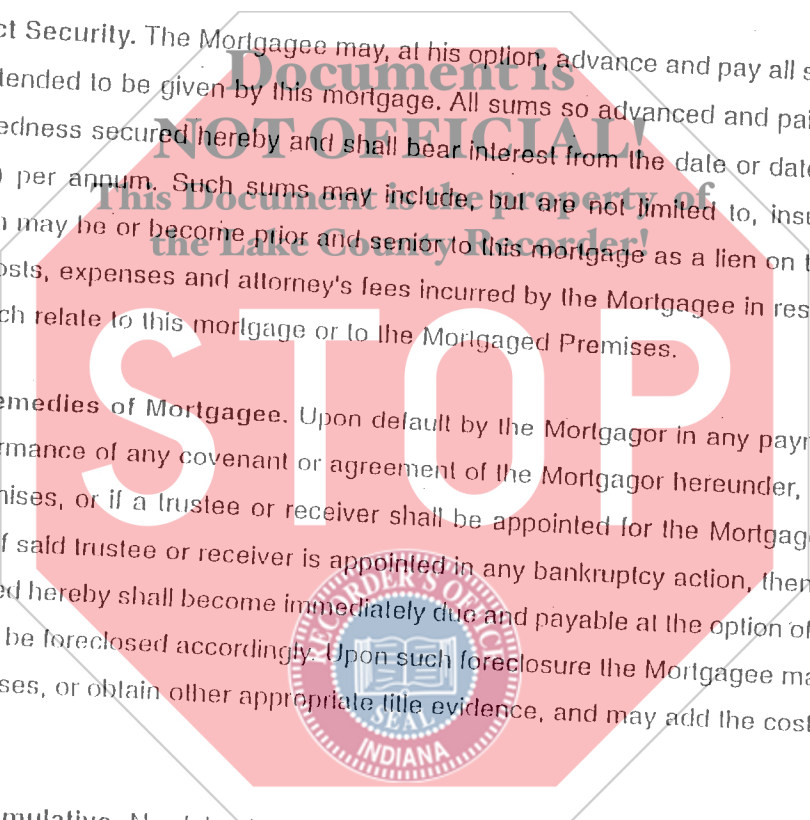 ct Security. The Mortgagee may, at his option, advance and pay all s
Document is
tended to be given by this mortgage. All sums so advanced and pai
NOT OFFICIAL!
edness secured hereby and shall bear interest from the date or date
) per annum. Such sums may include, but are not limited to, insu
This Document is the property of
n may be or become prior and senior to this mortgage as a lien on t
the Lake County Recorder!
osts, expenses and attorney's fees incurred by the Mortgagee in res
ch relate to this mortgage or to the Mortgaged Premises.
STOP
emedies of Mortgagee. Upon default by the Mortgagor in any payn
rmance of any covenant or agreement of the Mortgagor hereunder,
nises, or if a trustee or receiver shall be appointed for the Mortgag
f said trustee or receiver is appointed in any bankruptcy action, then
ed hereby shall become immediately due and payable at the option of
be foreclosed accordingly. Upon such foreclosure the Mortgagee ma
ses, or obtain other appropriate title evidence, and may add the cost
RECORDER'S OFFICE
SEAL
INDIANA